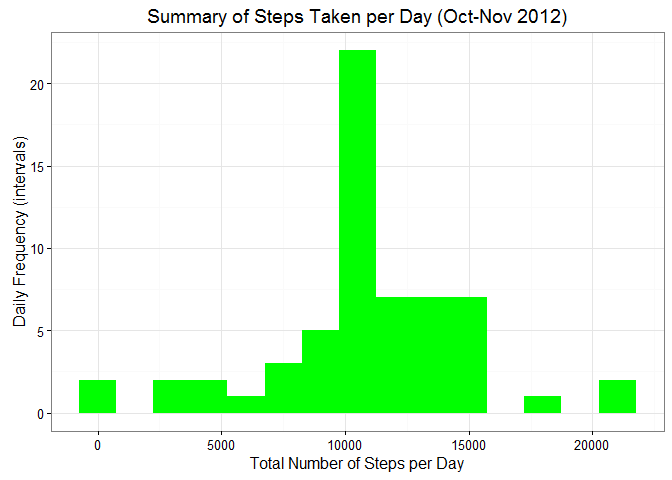 Summary of Steps Taken per Day (Oct-Nov 2012)
Daily Frequency (intervals)
20
15
10
5
0
0 5000 10000 15000 20000
Total Number of Steps per Day